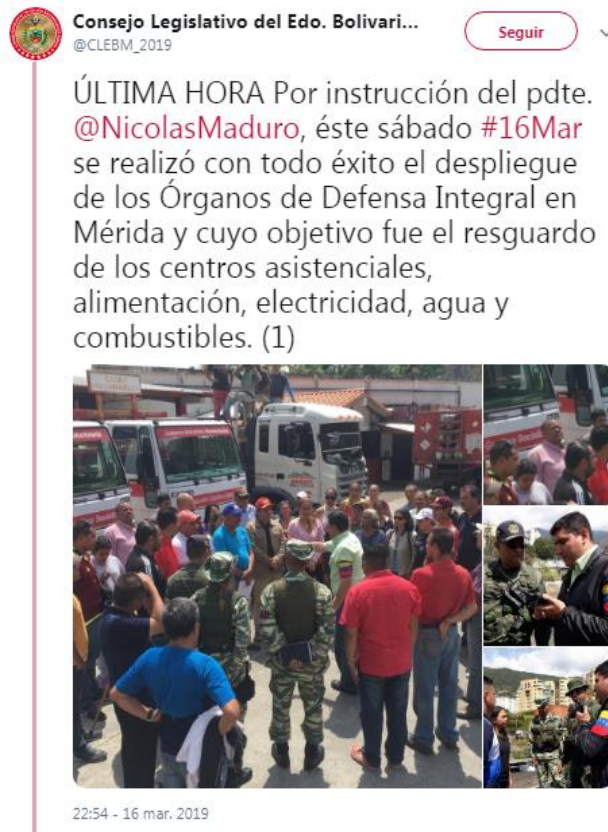 Consejo Legislativo del Edo. Bolivari...
@CLEBM_2019
Seguir
ÚLTIMA HORA Por instrucción del pdte.
@NicolasMaduro, éste sábado #16Mar
se realizó con todo éxito el despliegue
de los Órganos de Defensa Integral en
Mérida y cuyo objetivo fue el resguardo
de los centros asistenciales,
alimentación, electricidad, agua y
combustibles. (1)
22:54 - 16 mar. 2019